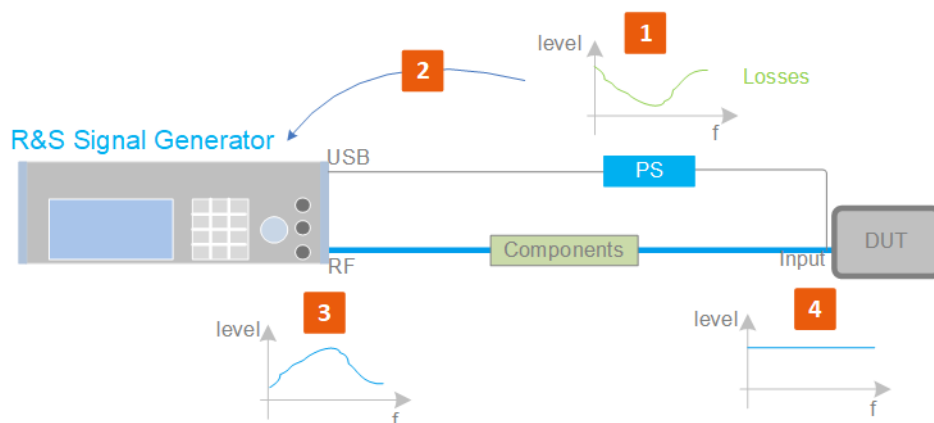 1
level
2
Losses
f
R&S Signal Generator
USB
PS
DUT
Components
RF
Input
3
level
f
4
level
f